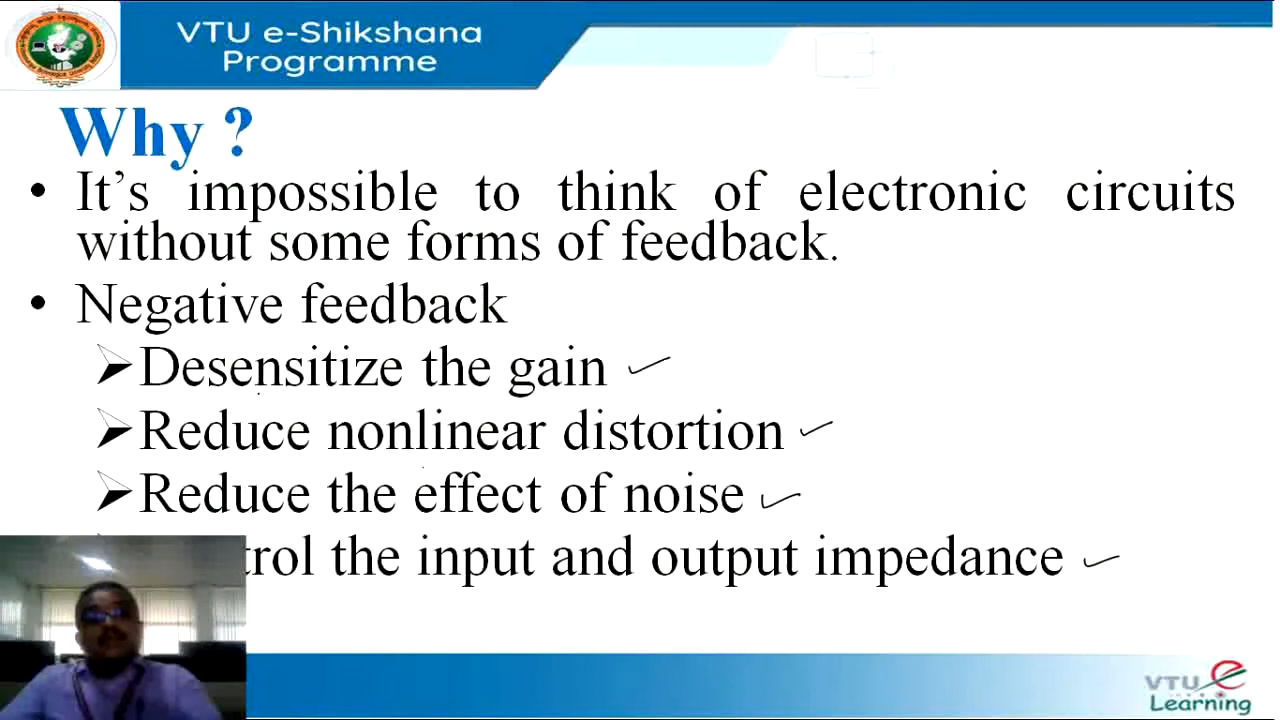 VTU e-Shikshana
Programme
Why ?
• It's impossible to think of electronic circuits
without some forms of feedback.
• Negative feedback
➢Desensitize the gain
➢Reduce nonlinear distortion
➢Reduce the effect of noise
trol the input and output impedance
VTU e
Learning